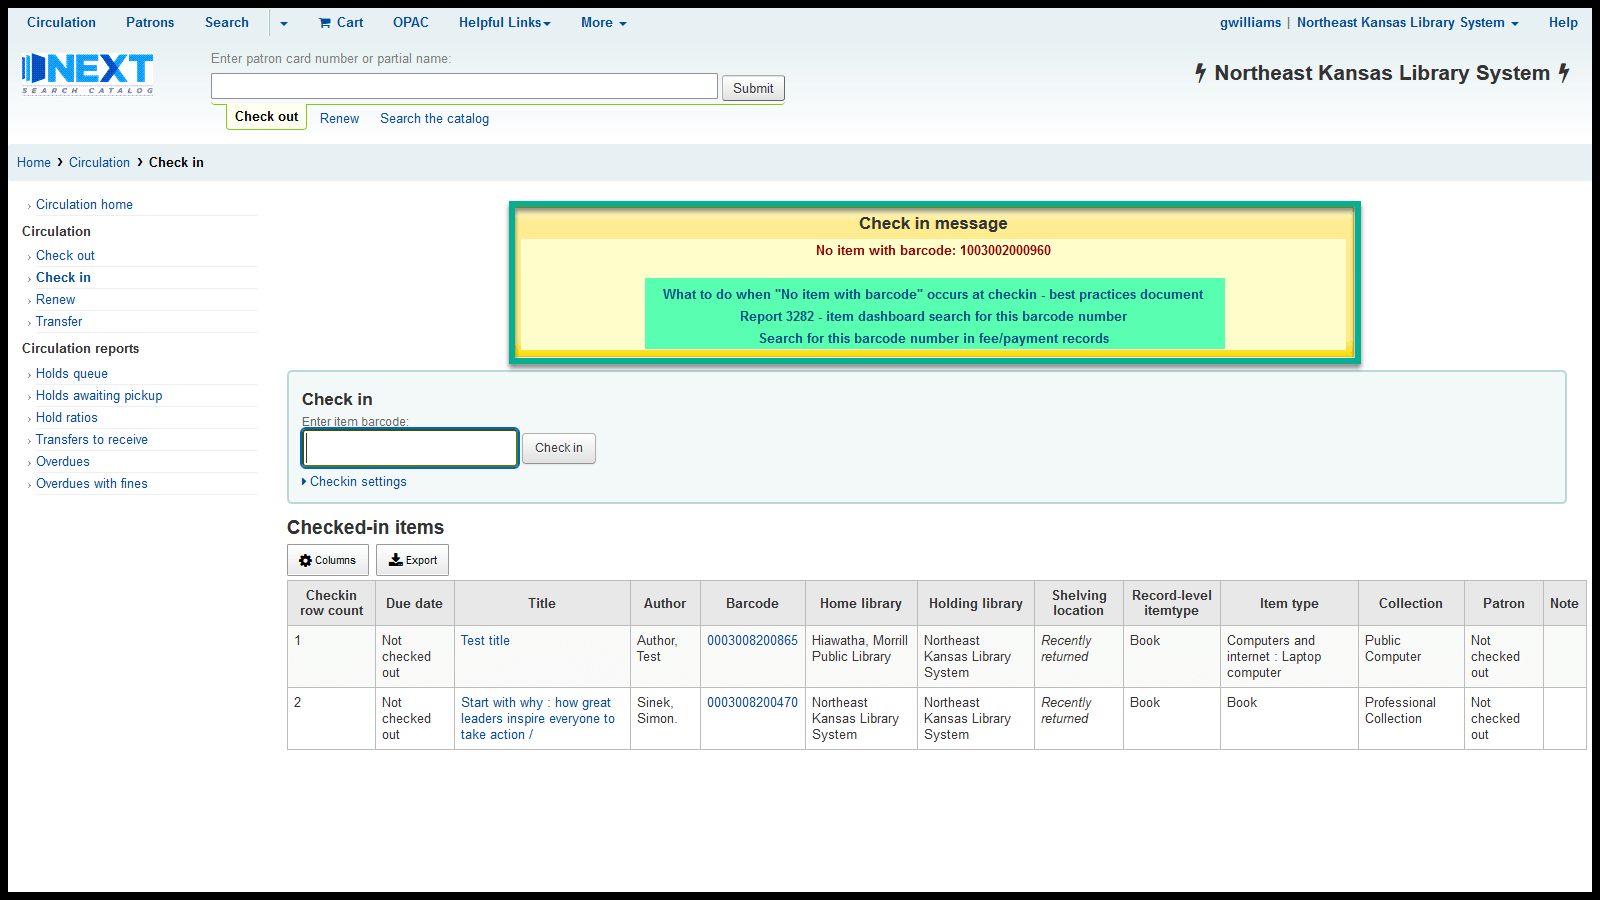 Circulation Patrons Search Cart OPAC Helpful Links More gwilliams | Northeast Kansas Library System Help
NEXT
SEARCH CATALOG
Enter patron card number or partial name:
Submit
Northeast Kansas Library System
Check out Renew Search the catalog
Home › Circulation › Check in
Circulation home
Circulation
Check out
Check in
Renew
Transfer
Circulation reports
Holds queue
Holds awaiting pickup
Hold ratios
Transfers to receive
Overdues
Overdues with fines
Check in message
No item with barcode: 1003002000960
What to do when "No item with barcode" occurs at checkin - best practices document
Report 3282 - item dashboard search for this barcode number
Search for this barcode number in fee/payment records
Check in
Enter item barcode:
Check in
Checkin settings
Checked-in items
Columns Export
Checkin row count Due date Title Author Barcode Home library Holding library Shelving location Record-level itemtype Item type Collection Patron Note
1 Not checked out Test title Author, Test 0003008200865 Hiawatha, Morrill Public Library Northeast Kansas Library System Recently returned Book Computers and internet : Laptop computer Public Computer Not checked out
2 Not checked out Start with why : how great leaders inspire everyone to take action / Sinek, Simon. 0003008200470 Northeast Kansas Library System Northeast Kansas Library System Recently returned Book Book Professional Collection Not checked out